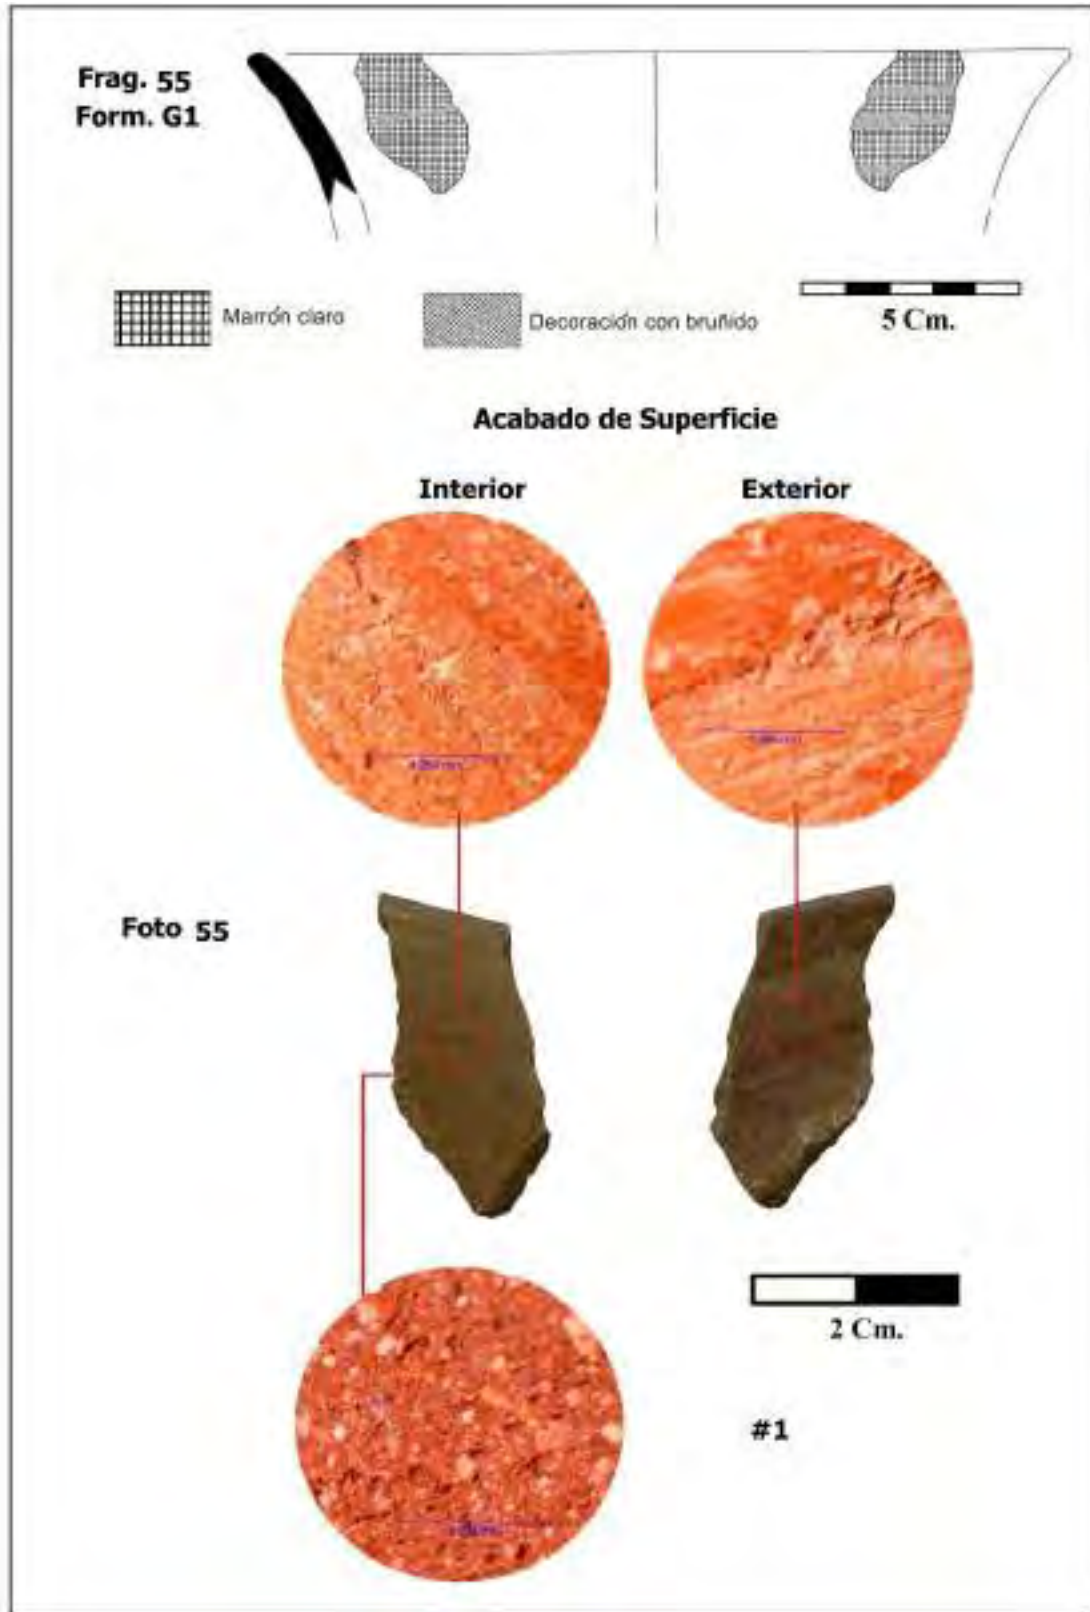 Frag. 55
Form. G1
Marrón claro
Decoración con bruñido
5 Cm.
Acabado de Superficie
Interior
Exterior
Foto 55
2 Cm.
#1